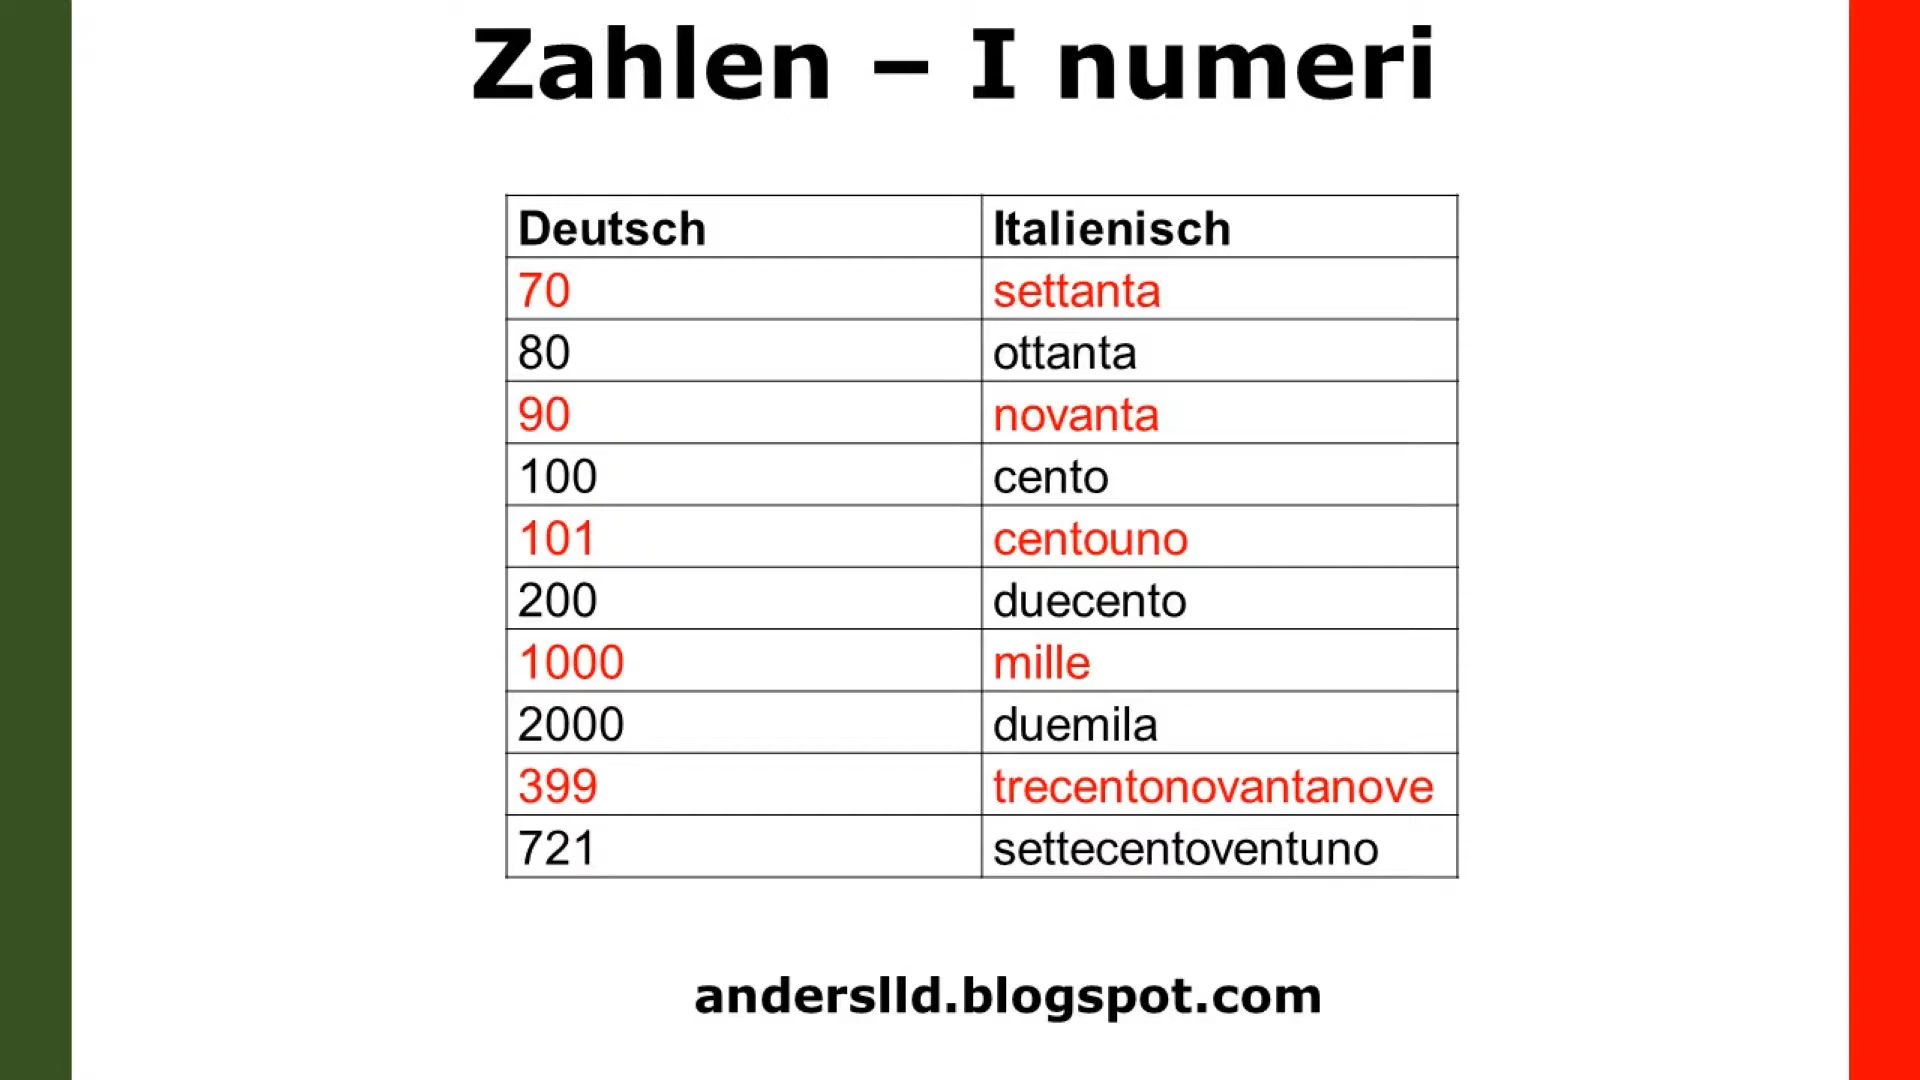 Zahlen – I numeri
Deutsch Italienisch
70 settanta
80 ottanta
90 novanta
100 cento
101 centouno
200 duecento
1000 mille
2000 duemila
399 trecentonovantanove
721 settecentoventuno
anderslld.blogspot.com